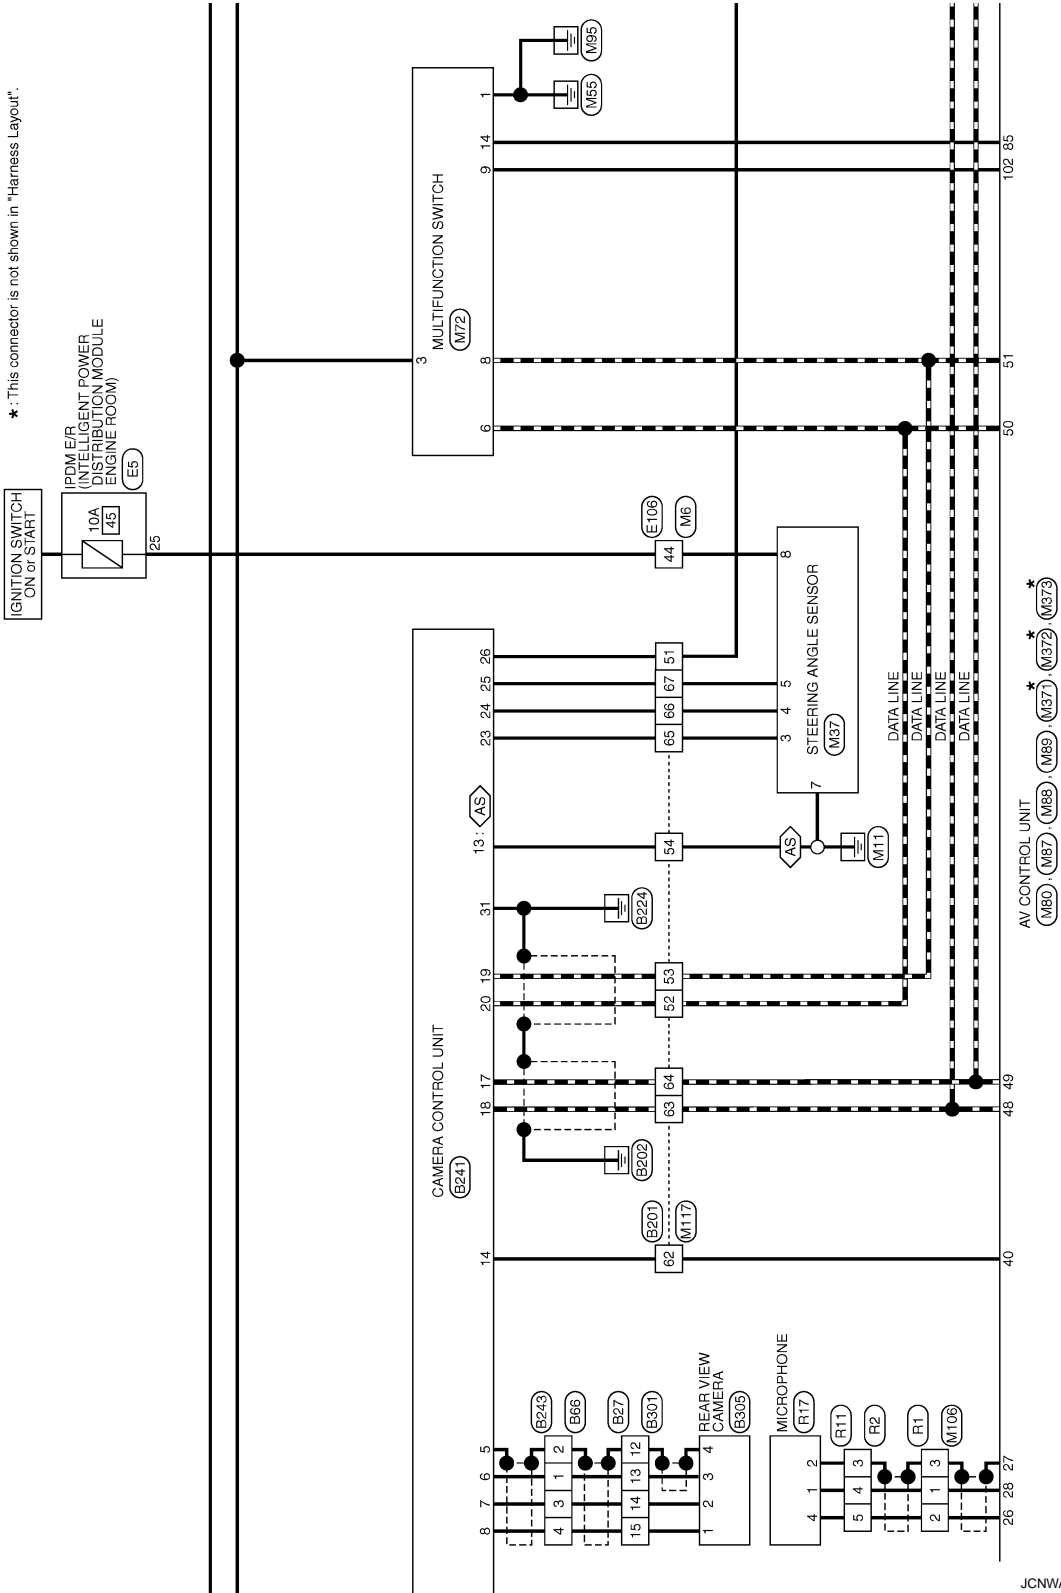 ★ : This connector is not shown in "Harness Layout".
IGNITION SWITCH
ON or START
10A
45
25
IPDM E/R
(INTELLIGENT POWER
DISTRIBUTION MODULE
ENGINE ROOM)
E5
MULTIFUNCTION SWITCH
M72
3
6
8
9
14
1
M55
M95
E106
M6
44
8
STEERING ANGLE SENSOR
M37
3
4
5
7
AS
M11
CAMERA CONTROL UNIT
B241
5
6
7
8
14
18
17
20
19
31
13 :
AS
23
24
25
26
B202
B224
B201
M117
62
63
64
52
53
54
65
66
67
51
DATA LINE
DATA LINE
DATA LINE
DATA LINE
B243
B66
4
3
1
2
B27
B301
15
14
13
12
REAR VIEW
CAMERA
B305
1
2
3
4
MICROPHONE
R17
4
1
2
R11
R2
5
4
3
R1
M106
2
1
3
26
28
27
40
48
49
50
51
102
85
AV CONTROL UNIT
M80 , M87 , M88 , M89 , M371 ★ , M372 ★ , M373 ★
JCNW